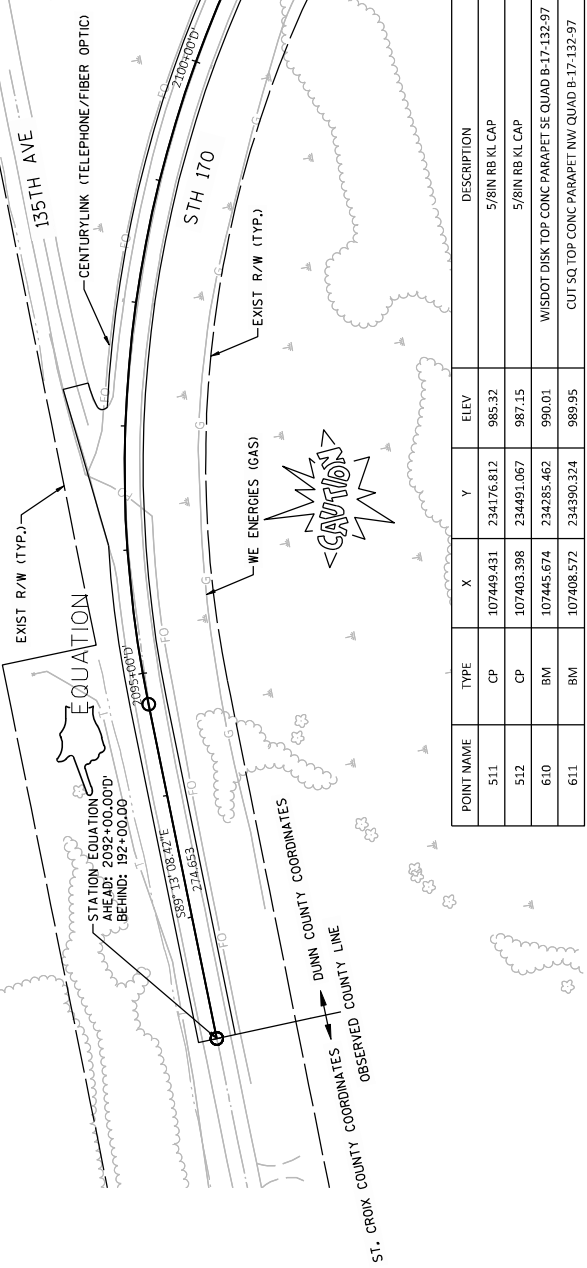 135TH AVE
CENTURYLINK (TELEPHONE/FIBER OPTIC)
FO
2100+00'D'
STH 170
G
EXIST R/W (TYP.)
EXIST R/W (TYP.)
FO
G
WE ENERGIES (GAS)
CAUTION
EQUATION
2095+00'D'
FO
G
STATION EQUATION
AHEAD: 2092+00.00'D'
BEHIND: 192+00.00
S89° 13' 08.42"E
274.653
T
T
FO
G
G
FO
FO
DUNN COUNTY COORDINATES
ST. CROIX COUNTY COORDINATES
OBSERVED COUNTY LINE
POINT NAME TYPE X Y ELEV DESCRIPTION
511 CP 107449.431 234176.812 985.32 5/8IN RB KL CAP
512 CP 107403.398 234491.067 987.15 5/8IN RB KL CAP
610 BM 107445.674 234285.462 990.01 WISDOT DISK TOP CONC PARAPET SE QUAD B-17-132-97
611 BM 107408.572 234390.324 989.95 CUT SQ TOP CONC PARAPET NW QUAD B-17-132-97